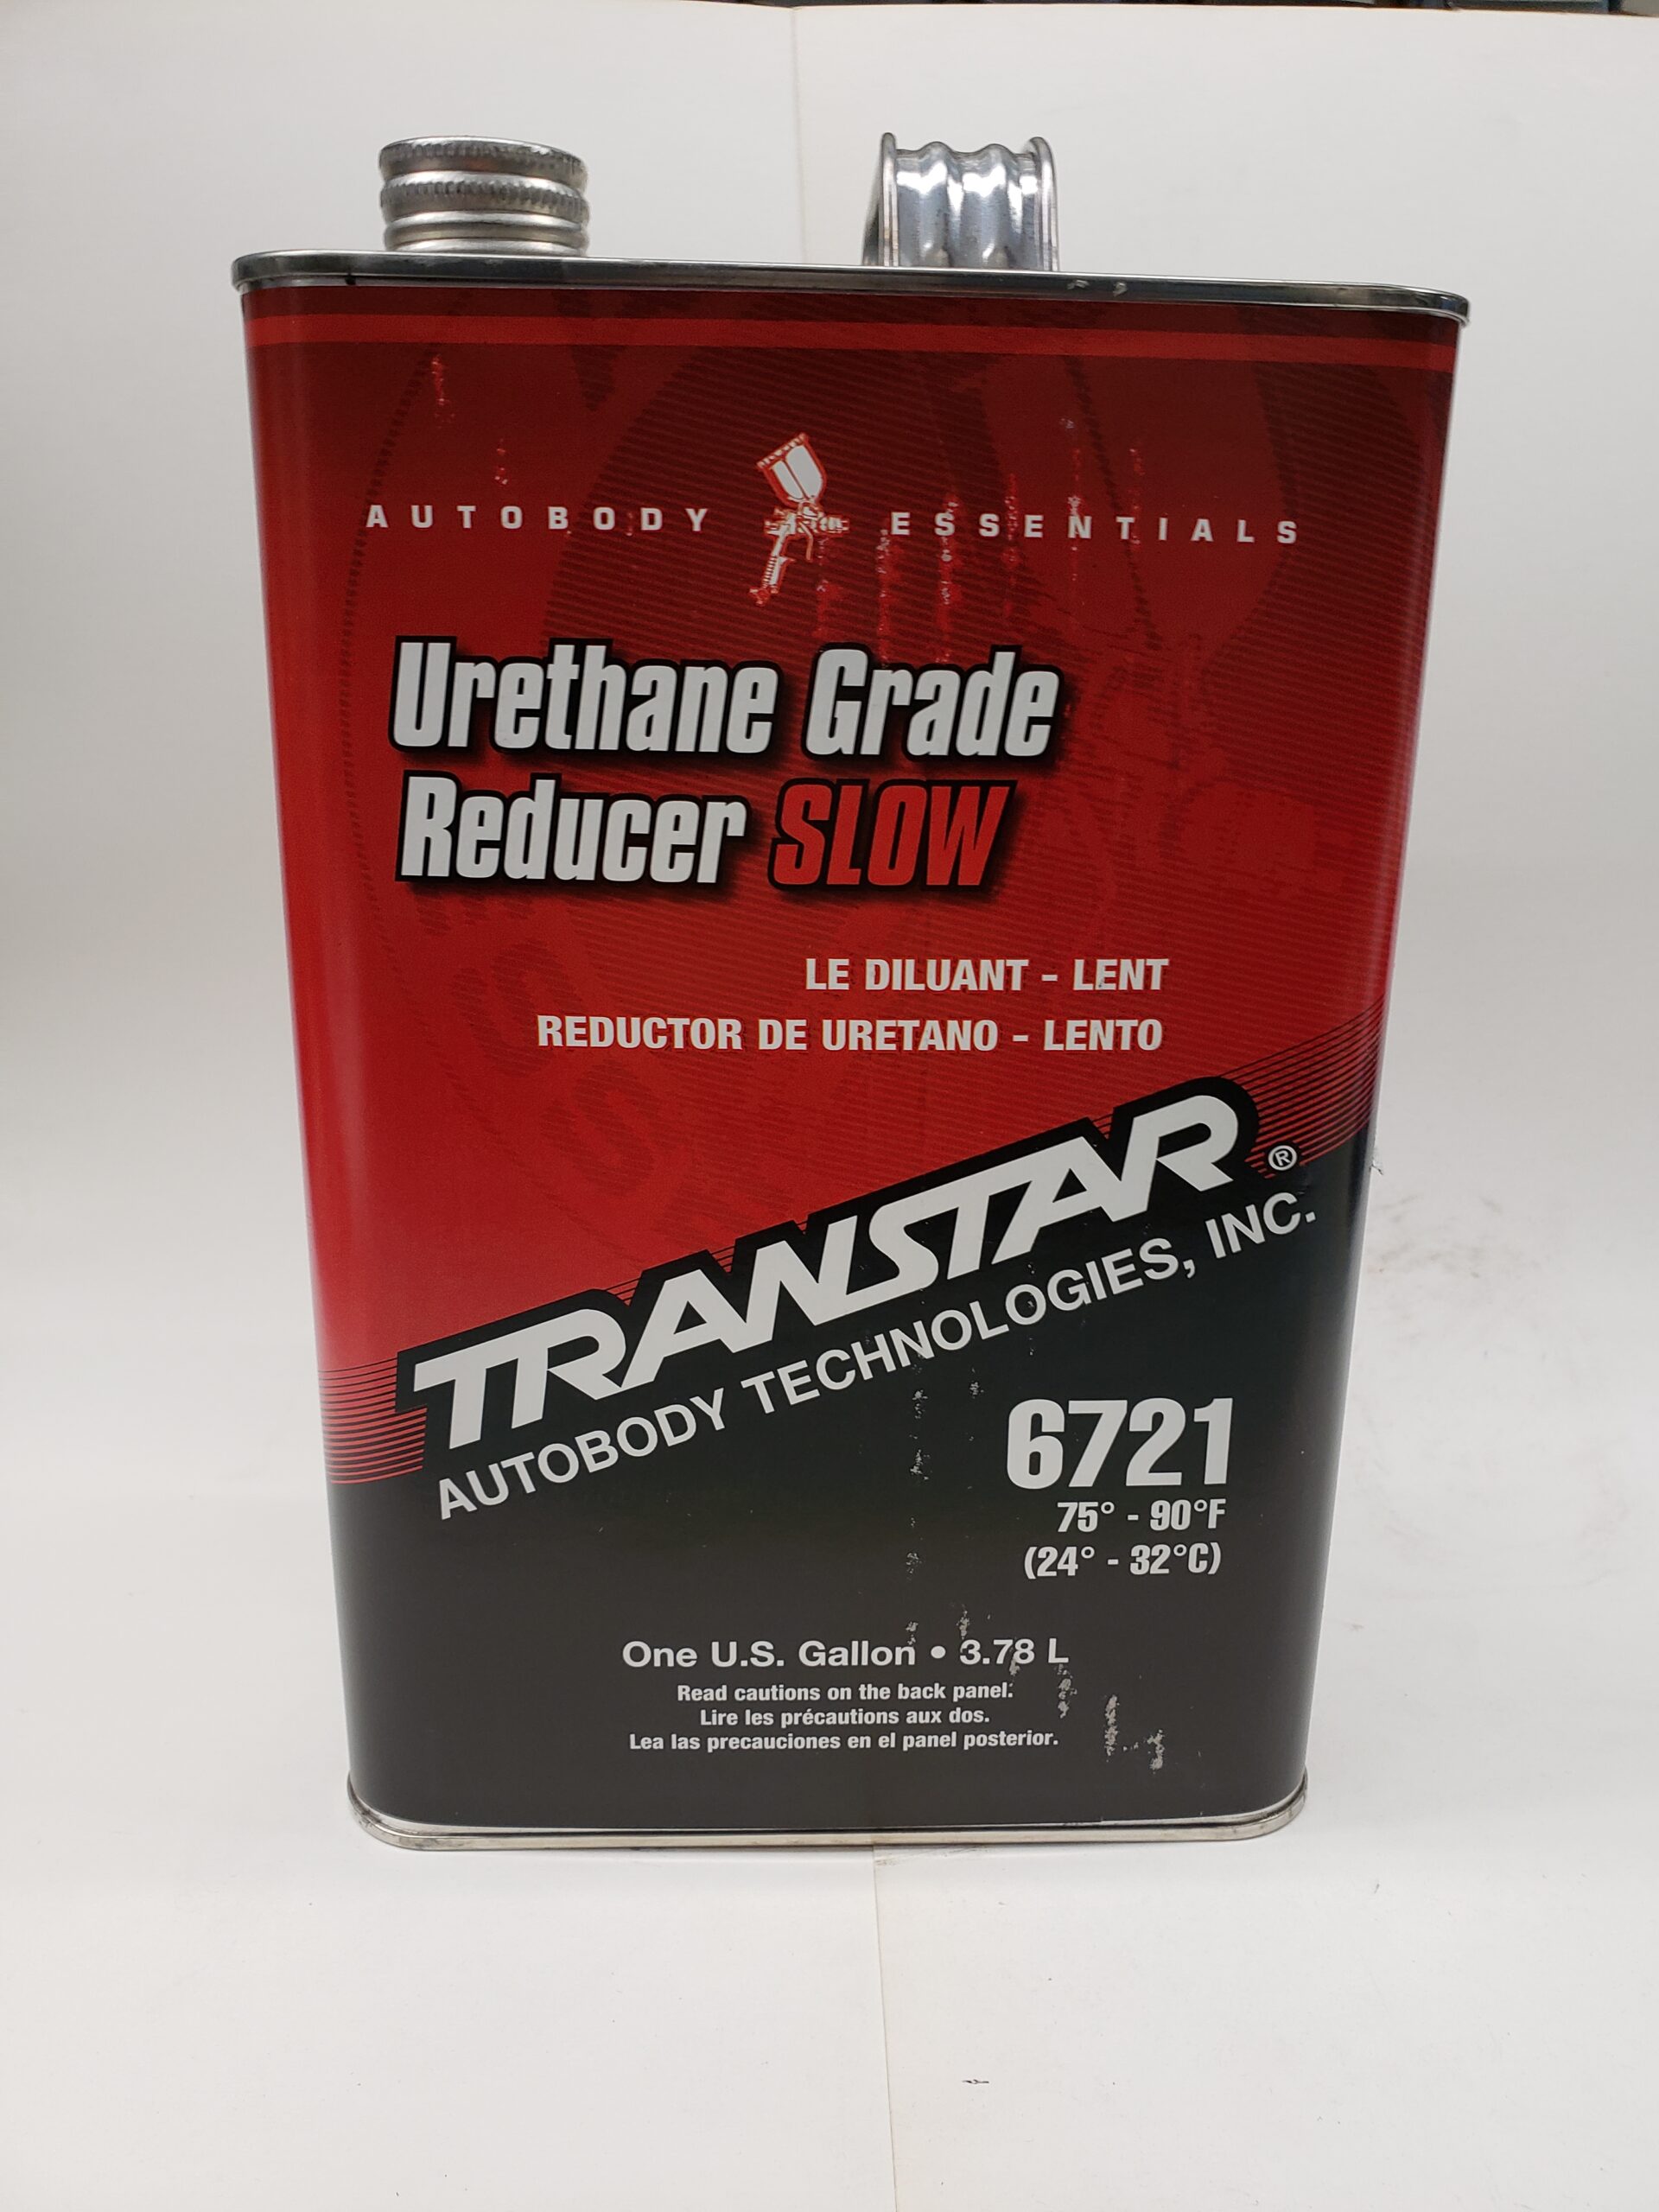 AUTOBODY ESSENTIALS
Urethane Grade
Reducer SLOW
LE DILUANT - LENT
REDUCTOR DE URETANO - LENTO
TRANSTAR®
AUTOBODY TECHNOLOGIES, INC.
6721
75° - 90°F
(24° - 32°C)
One U.S. Gallon • 3.78 L
Read cautions on the back panel.
Lire les précautions aux dos.
Lea las precauciones en el panel posterior.